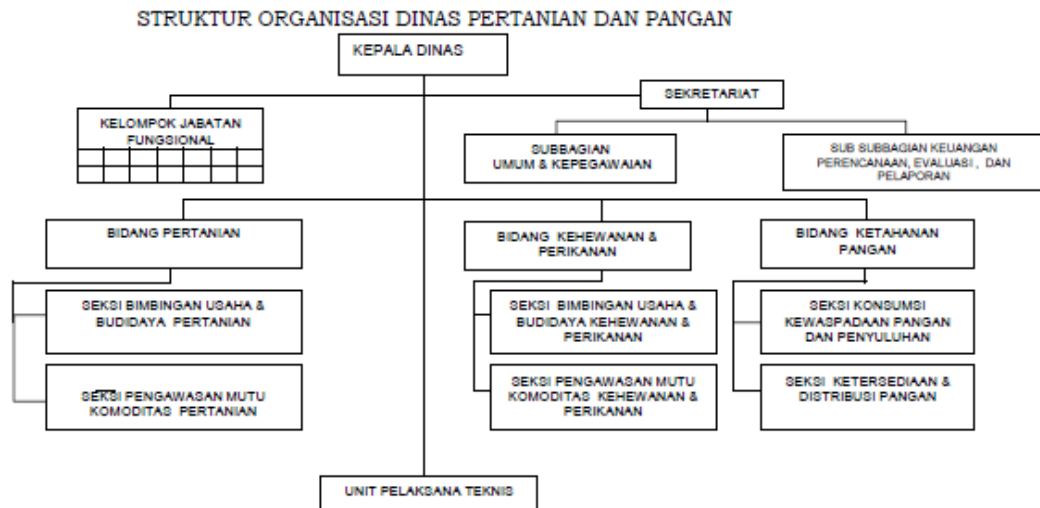 STRUKTUR ORGANISASI DINAS PERTANIAN DAN PANGAN
KEPALA DINAS
SEKRETARIAT
KELOMPOK JABATAN
FUNGSIONAL
SUBBAGIAN
UMUM & KEPEGAWAIAN
SUB SUBBAGIAN KEUANGAN
PERENCANAAN, EVALUASI , DAN
PELAPORAN
BIDANG PERTANIAN
BIDANG KEHEWANAN &
PERIKANAN
BIDANG KETAHANAN
PANGAN
SEKSI BIMBINGAN USAHA &
BUDIDAYA PERTANIAN
SEKSI BIMBINGAN USAHA &
BUDIDAYA KEHEWANAN &
PERIKANAN
SEKSI KONSUMSI
KEWASPADAAN PANGAN
DAN PENYULUHAN
SEKSI PENGAWASAN MUTU
KOMODITAS PERTANIAN
SEKSI PENGAWASAN MUTU
KOMODITAS KEHEWANAN &
PERIKANAN
SEKSI KETERSEDIAAN &
DISTRIBUSI PANGAN
UNIT PELAKSANA TEKNIS